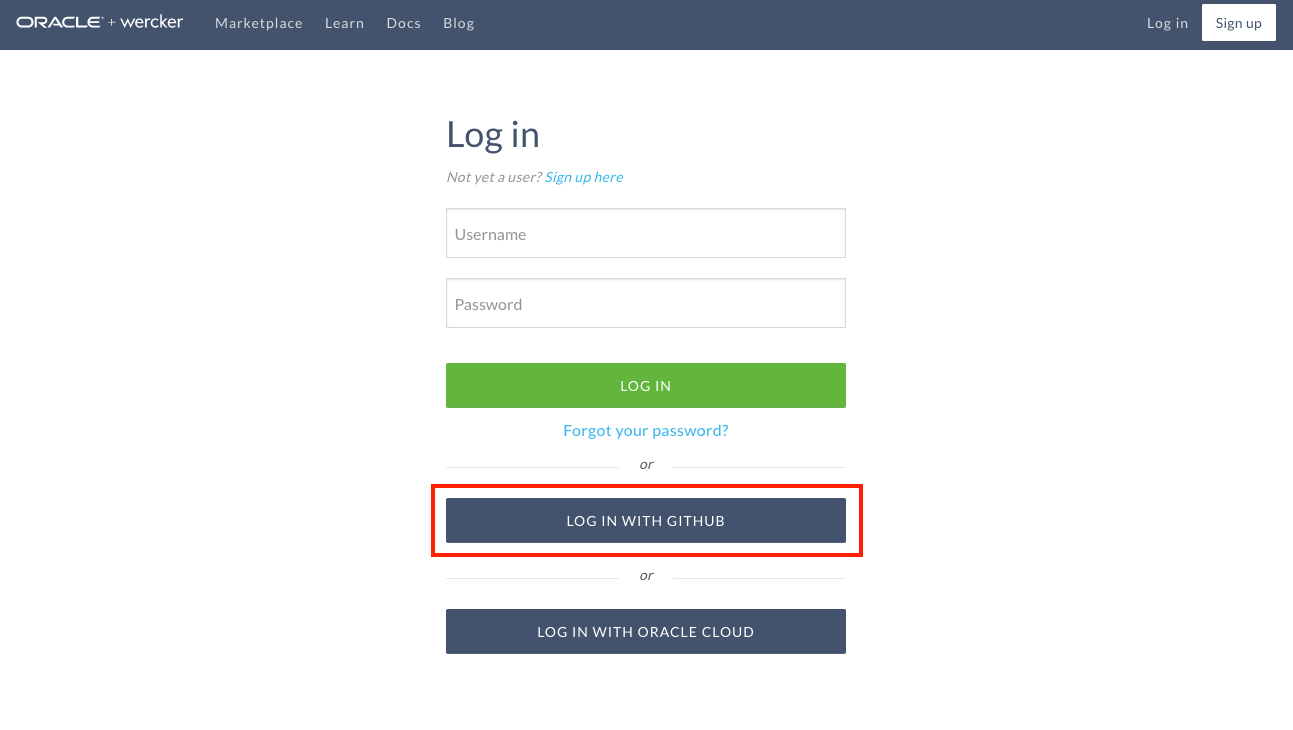 ORACLE + wercker Marketplace Learn Docs Blog Log in Sign up
Log in
Not yet a user? Sign up here
Username
Password
LOG IN
Forgot your password?
or
LOG IN WITH GITHUB
or
LOG IN WITH ORACLE CLOUD